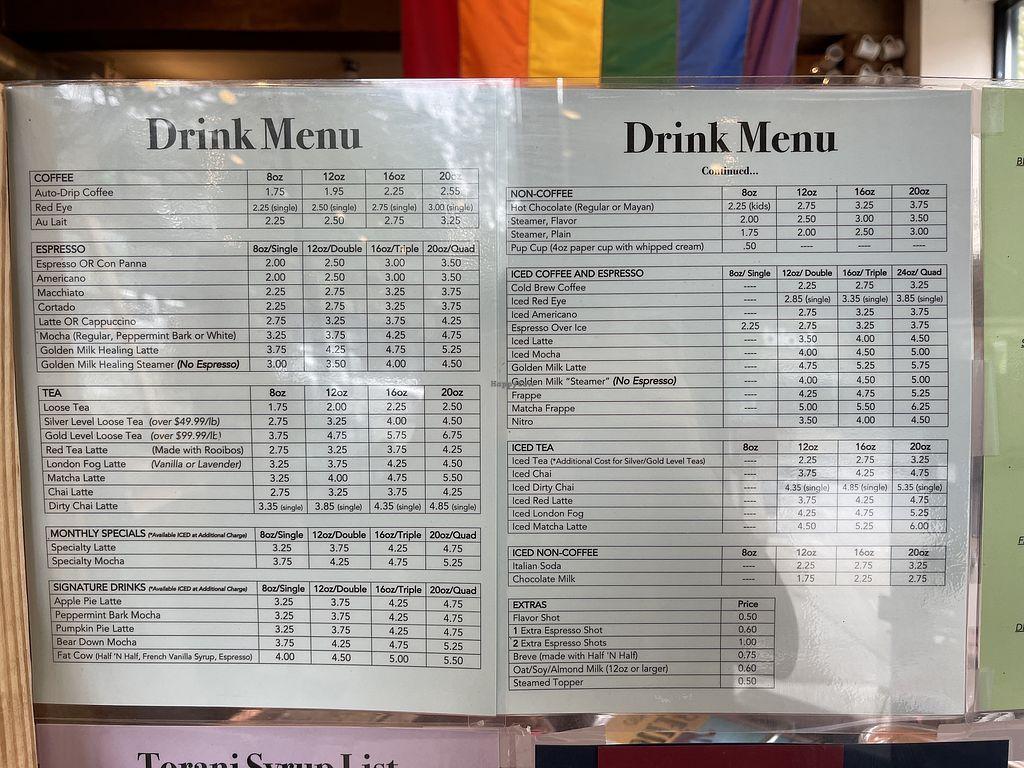 Drink Menu
COFFEE 8oz 12oz 16oz 20oz
Auto-Drip Coffee 1.75 1.95 2.25 2.55
Red Eye 2.25 (single) 2.50 (single) 2.75 (single) 3.00 (single)
Au Lait 2.25 2.50 2.75 3.25
ESPRESSO 8oz/Single 12oz/Double 16oz/Triple 20oz/Quad
Espresso OR Con Panna 2.00 2.50 3.00 3.50
Americano 2.00 2.50 3.00 3.50
Macchiato 2.25 2.75 3.25 3.75
Cortado 2.25 2.75 3.25 3.75
Latte OR Cappuccino 2.75 3.25 3.75 4.25
Mocha (Regular, Peppermint Bark or White) 3.25 3.75 4.25 4.75
Golden Milk Healing Latte 3.75 4.25 4.75 5.25
Golden Milk Healing Steamer (No Espresso) 3.00 3.50 4.00 4.50
TEA 8oz 12oz 16oz 20oz
Loose Tea 1.75 2.00 2.25 2.50
Silver Level Loose Tea (over $49.99/lb) 2.75 3.25 4.00 4.50
Gold Level Loose Tea (over $99.99/lb) 3.75 4.75 5.75 6.75
Red Tea Latte (Made with Rooibos) 2.75 3.25 3.75 4.25
London Fog Latte (Vanilla or Lavender) 3.25 3.75 4.25 4.50
Matcha Latte 3.25 4.00 4.75 5.50
Chai Latte 2.75 3.25 3.75 4.25
Dirty Chai Latte 3.35 (single) 3.85 (single) 4.35 (single) 4.85 (single)
MONTHLY SPECIALS (*Available ICED at Additional Charge) 8oz/Single 12oz/Double 16oz/Triple 20oz/Quad
Specialty Latte 3.25 3.75 4.25 4.75
Specialty Mocha 3.75 4.25 4.75 5.25
SIGNATURE DRINKS (*Available ICED at Additional Charge) 8oz/Single 12oz/Double 16oz/Triple 20oz/Quad
Apple Pie Latte 3.25 3.75 4.25 4.75
Peppermint Bark Mocha 3.25 3.75 4.25 4.75
Pumpkin Pie Latte 3.25 3.75 4.25 4.75
Bear Down Mocha 3.75 4.25 4.75 5.25
Fat Cow (Half 'N Half, French Vanilla Syrup, Espresso) 4.00 4.50 5.00 5.50
Drink Menu
Continued...
NON-COFFEE 8oz 12oz 16oz 20oz
Hot Chocolate (Regular or Mayan) 2.25 (kids) 2.75 3.25 3.75
Steamer, Flavor 2.00 2.50 3.00 3.50
Steamer, Plain 1.75 2.00 2.50 3.00
Pup Cup (4oz paper cup with whipped cream) .50 ---- ---- ----
ICED COFFEE AND ESPRESSO 8oz/ Single 12oz/ Double 16oz/ Triple 24oz/ Quad
Cold Brew Coffee ---- 2.25 2.75 3.25
Iced Red Eye ---- 2.85 (single) 3.35 (single) 3.85 (single)
Iced Americano ---- 2.75 3.25 3.75
Espresso Over Ice 2.25 2.75 3.25 3.75
Iced Latte ---- 3.50 4.00 4.50
Iced Mocha ---- 4.00 4.50 5.00
Golden Milk Latte ---- 4.75 5.25 5.75
Golden Milk "Steamer" (No Espresso) ---- 4.00 4.50 5.00
Frappe ---- 4.25 4.75 5.25
Matcha Frappe ---- 5.00 5.50 6.25
Nitro ---- 3.50 4.00 4.50
ICED TEA 8oz 12oz 16oz 20oz
Iced Tea (*Additional Cost for Silver/Gold Level Teas) ---- 2.25 2.75 3.25
Iced Chai ---- 3.75 4.25 4.75
Iced Dirty Chai ---- 4.35 (single) 4.85 (single) 5.35 (single)
Iced Red Latte ---- 3.75 4.25 4.75
Iced London Fog ---- 4.25 4.75 5.25
Iced Matcha Latte ---- 4.50 5.25 6.00
ICED NON-COFFEE 8oz 12oz 16oz 20oz
Italian Soda ---- 2.25 2.75 3.25
Chocolate Milk ---- 1.75 2.25 2.75
EXTRAS Price
Flavor Shot 0.50
1 Extra Espresso Shot 0.60
2 Extra Espresso Shots 1.00
Breve (made with Half 'N Half) 0.75
Oat/Soy/Almond Milk (12oz or larger) 0.60
Steamed Topper 0.50
Torani Syrup List